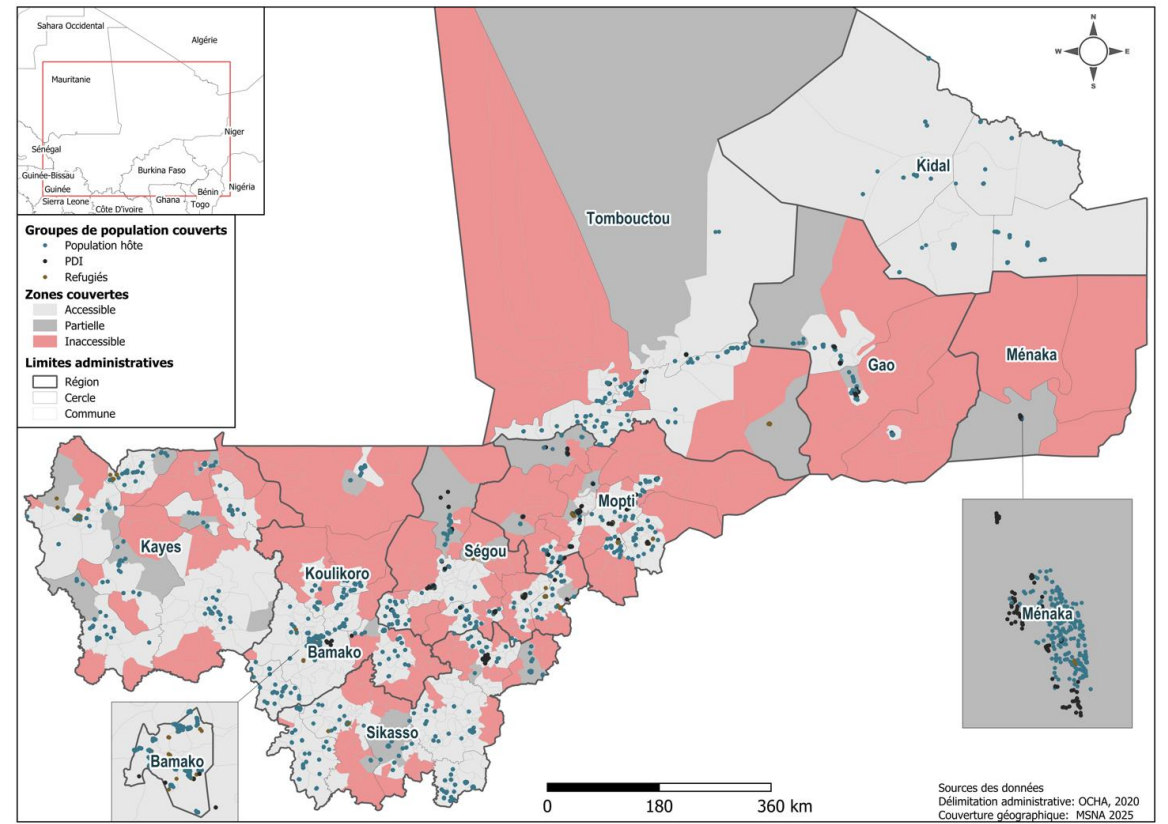 Sahara Occidental
Algérie
Mauritanie
Niger
Sénégal
Burkina Faso
Guinée-Bissau
Guinée
Bénin
Nigéria
Sierra Leone
Ghana
Togo
Côte D'ivoire
N
W
E
S
Groupes de population couverts
Population hôte
PDI
Refugiés
Zones couvertes
Accessible
Partielle
Inaccessible
Limites administratives
Région
Cercle
Commune
Kidal
Tombouctou
Gao
Ménaka
Mopti
Kayes
Ségou
Koulikoro
Bamako
Sikasso
Ménaka
Bamako
0 180 360 km
Sources des données
Délimitation administrative: OCHA, 2020
Couverture géographique: MSNA 2025